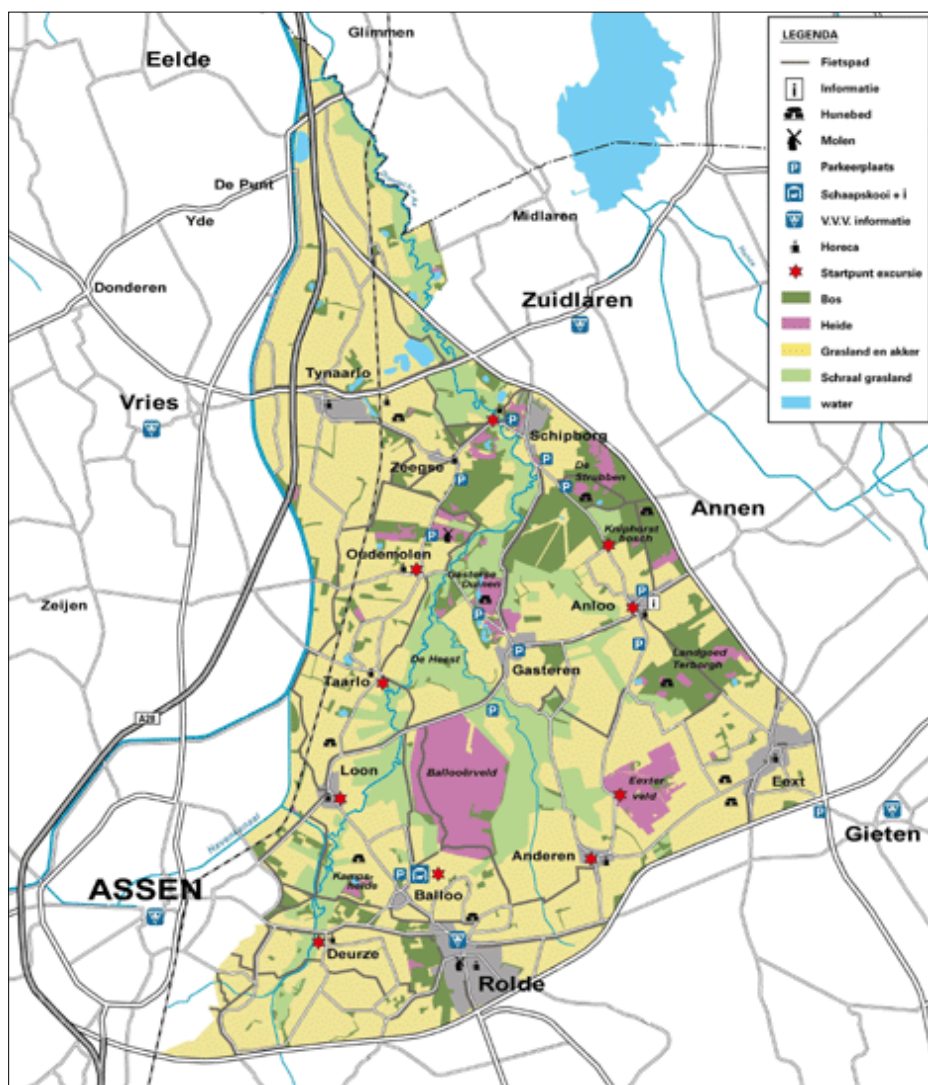 Glimmen
Eelde
De Punt
Yde
Midlaren
Donderen
Zuidlaren
Tynaarlo
Vries
Schipborg
Zeegse
De
Strubben
Annen
Kniphorst
bosch
Oudemolen
Gasterse
Duinen
Zeijen
Anloo
De Heest
Gasteren
Landgoed
Terborgh
Taarlo
A28
Loon
Ballooërveld
Eexter
veld
Eext
Gieten
Havenkanaal
Anderen
ASSEN
Kamps-
heide
Balloo
Deurze
Rolde
LEGENDA
Fietspad
i Informatie
Hunebed
Molen
P Parkeerplaats
Schaapskooi + i
V.V.V. informatie
Horeca
Startpunt excursie
Bos
Heide
Grasland en akker
Schraal grasland
water